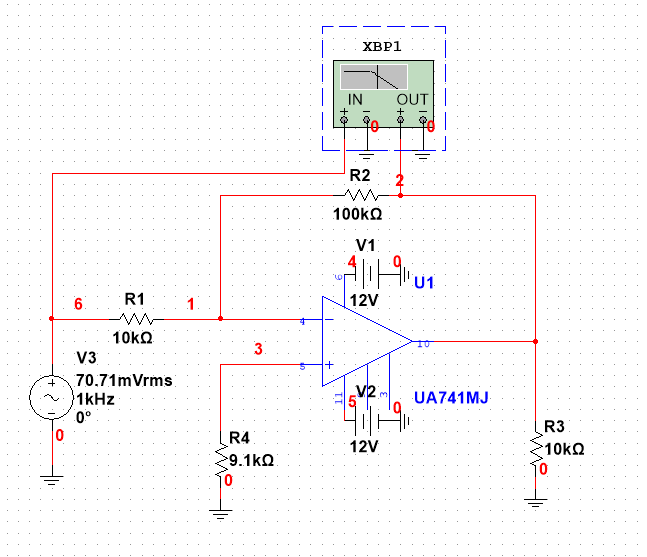 XBP1
IN OUT
+ − + −
0 0
R2
2
100kΩ
V1
4 0
6
U1
12V
6 R1 1
10kΩ
4
3
5
10
V3
70.71mVrms
1kHz
0°
0
V2
5 0
11
3
UA741MJ
12V
R4
9.1kΩ
0
R3
10kΩ
0